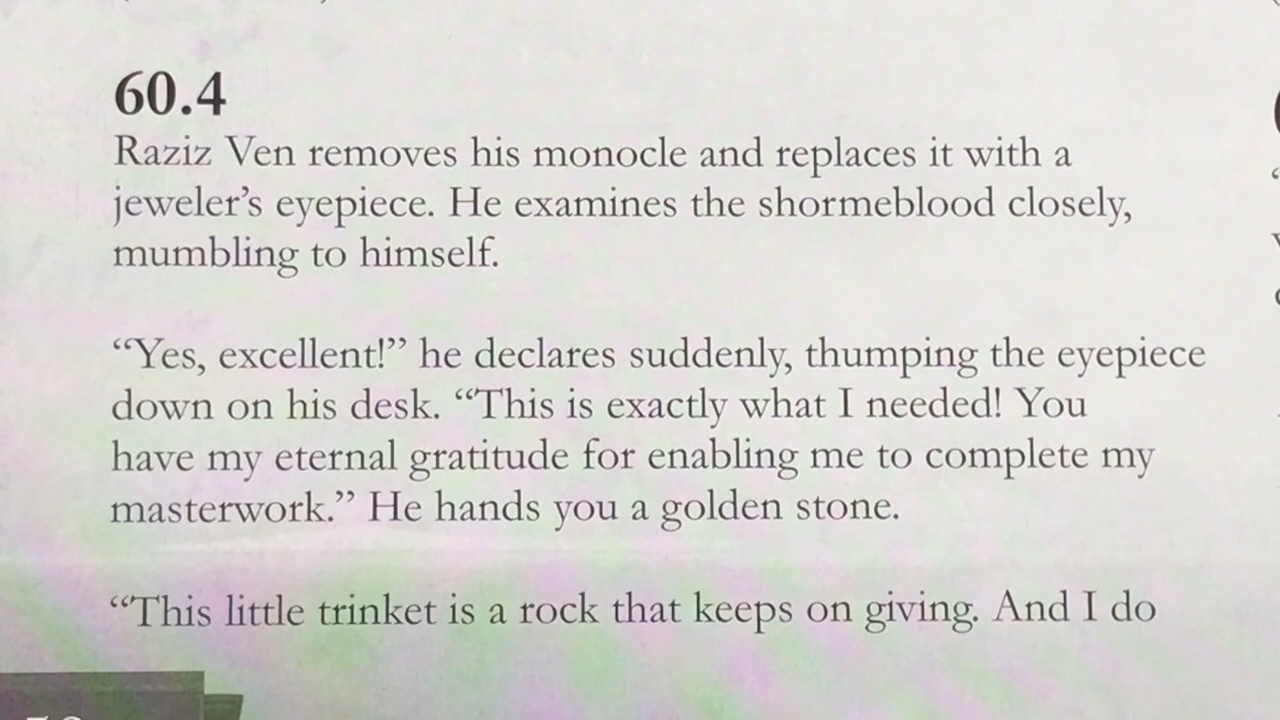 60.4
Raziz Ven removes his monocle and replaces it with a
jeweler’s eyepiece. He examines the shormeblood closely,
mumbling to himself.
“Yes, excellent!” he declares suddenly, thumping the eyepiece
down on his desk. “This is exactly what I needed! You
have my eternal gratitude for enabling me to complete my
masterwork.” He hands you a golden stone.
“This little trinket is a rock that keeps on giving. And I do